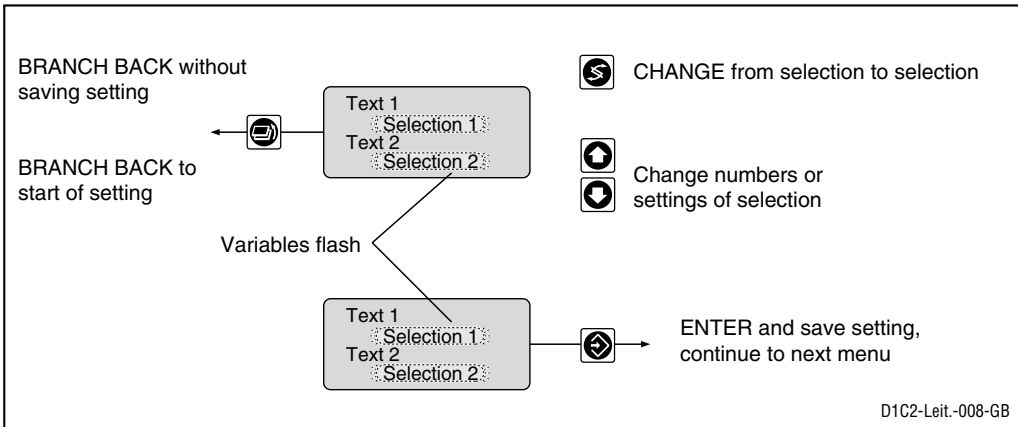 BRANCH BACK without
saving setting
BRANCH BACK to
start of setting
Text 1
Selection 1
Text 2
Selection 2
CHANGE from selection to selection
Change numbers or
settings of selection
Variables flash
Text 1
Selection 1
Text 2
Selection 2
ENTER and save setting,
continue to next menu
D1C2-Leit.-008-GB